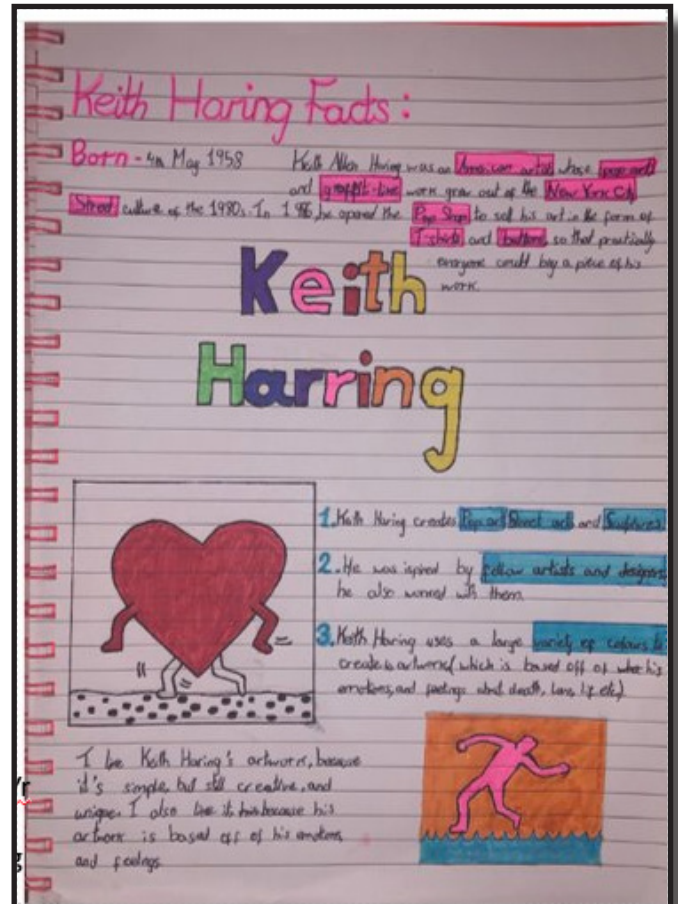 Keith Haring Facts:
Born - 4th May 1958
Keith Allen Haring was an American artist whose pop art
and graffiti-like work grew out of the New York City
Street culture of the 1980s. In 1986, he opened the Pop Shop to sell his art in the form of
T-shirts and buttons, so that practically
everyone could buy a piece of his
work.
Keith
Harring
1. Keith Haring creates Pop art Street art and Sculptures
2. He was ispired by fellow artists and designers
he also worked with them.
3. Keith Haring uses a large variety of colours to
create artwork (which is based off of his
emotions, and feelings about death, love, life etc)
I like Keith Haring's artwork, because
it's simple, but still creative, and
unique. I also like it because his
artwork is based off of his emotions
and feelings.